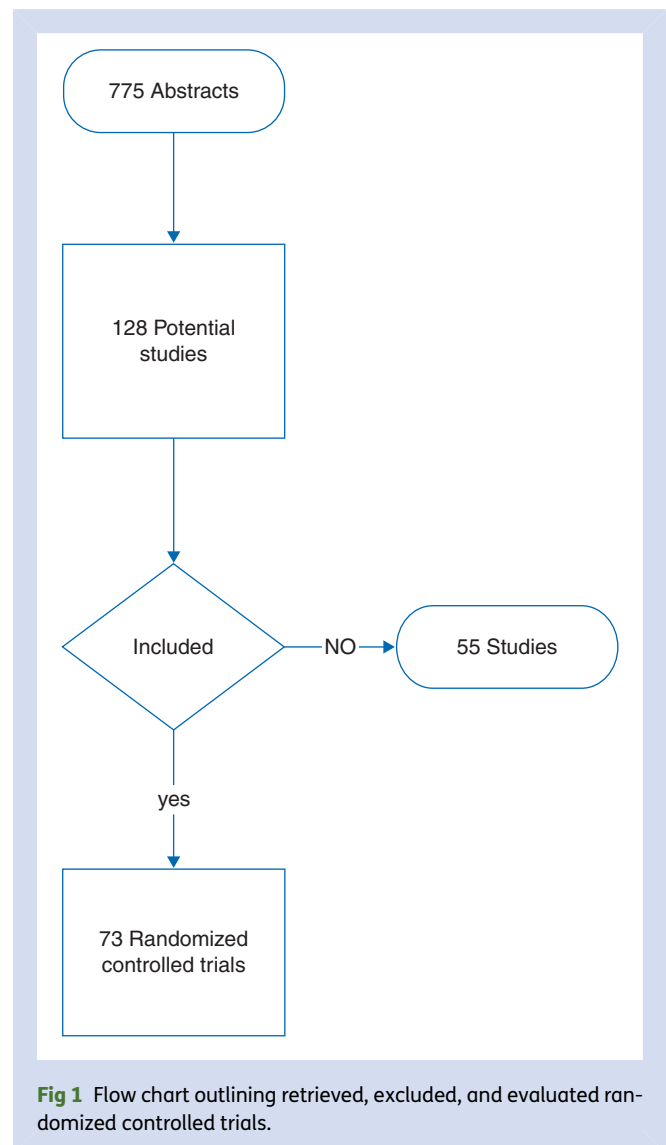 775 Abstracts
128 Potential
studies
Included
NO
55 Studies
yes
73 Randomized
controlled trials
Fig 1 Flow chart outlining retrieved, excluded, and evaluated ran-
domized controlled trials.